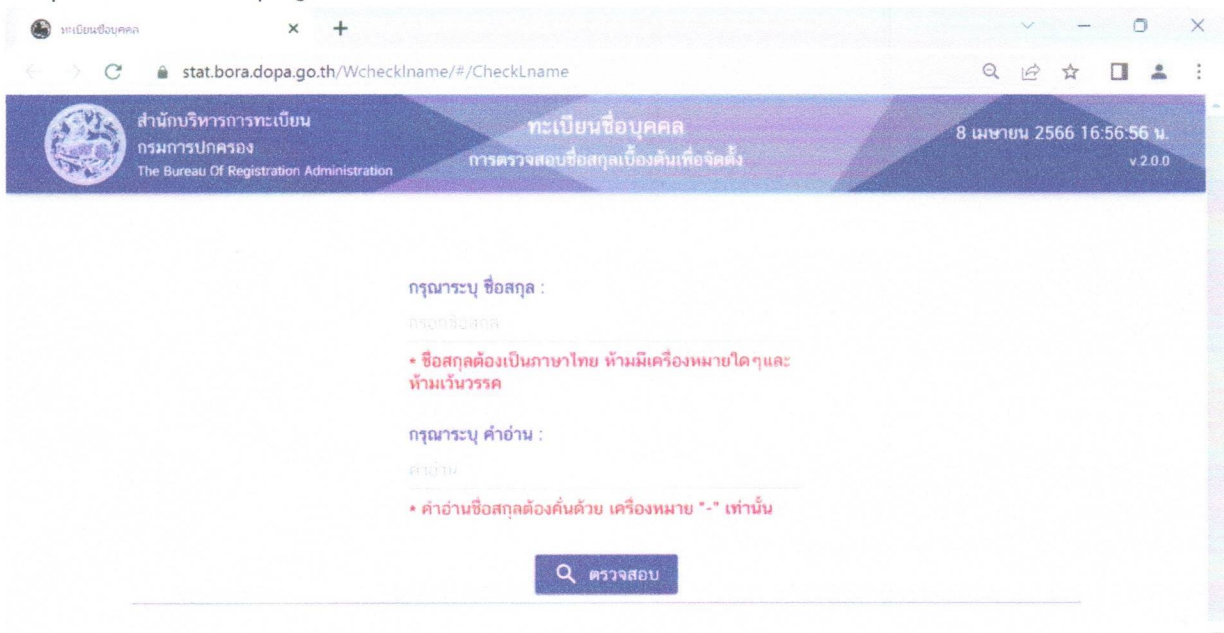 ทะเบียนชื่อบุคคล
stat.bora.dopa.go.th/WcheckIname/#/CheckLname
สำนักบริหารการทะเบียน
กรมการปกครอง
The Bureau Of Registration Administration
ทะเบียนชื่อบุคคล
การตรวจสอบชื่อสกุลเบื้องต้นเพื่อจัดตั้ง
8 เมษายน 2566 16:56:56 น.
v.2.0.0
กรุณาระบุ ชื่อสกุล :
กรอกชื่อสกุล
* ชื่อสกุลต้องเป็นภาษาไทย ห้ามมีเครื่องหมายใดๆและ
ห้ามเว้นวรรค
กรุณาระบุ คำอ่าน :
คำอ่าน
* คำอ่านชื่อสกุลต้องคั่นด้วย เครื่องหมาย "-" เท่านั้น
ตรวจสอบ